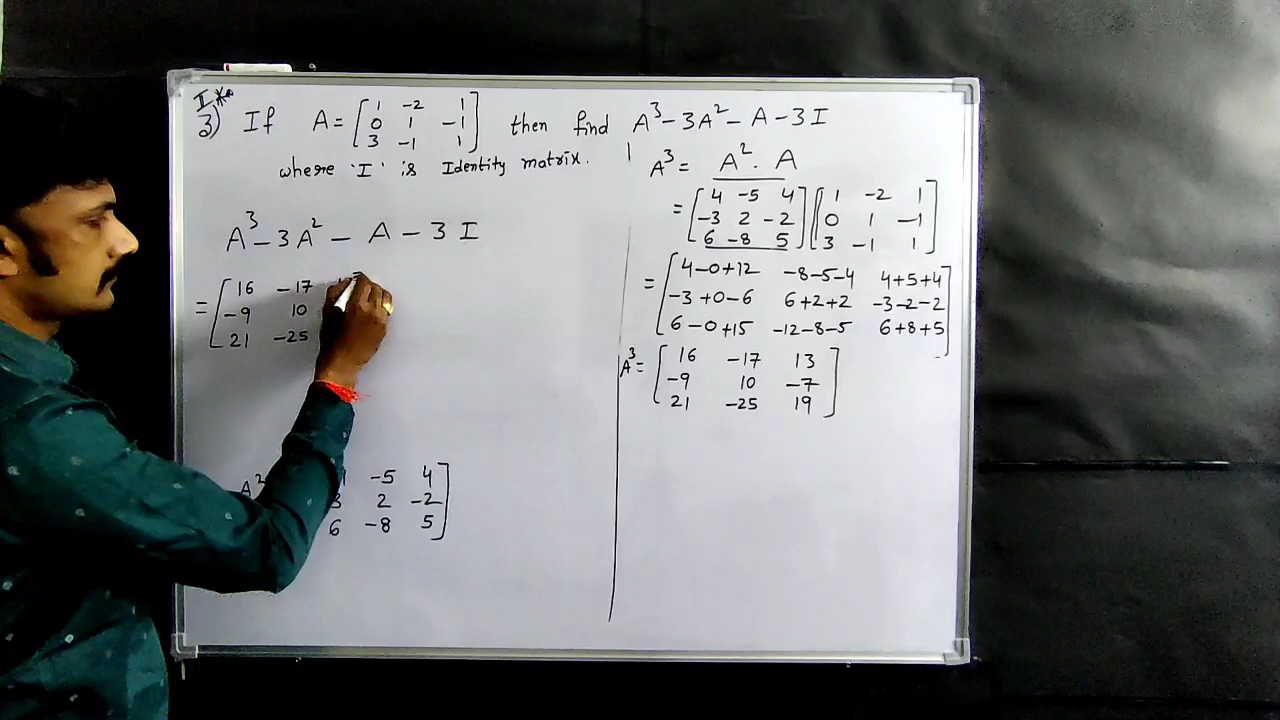 I**
3) If A = [1 -2 1
0 1 -1
3 -1 1] then find A³ - 3A² - A - 3I
where 'I' is Identity matrix.
A³ - 3A² - A - 3I
= [16 -17
-9 10
21 -25
A²
-5 4]
2 -2
6 -8 5
A³ = A² · A
= [4 -5 4] [1 -2 1]
-3 2 -2 0 1 -1
6 -8 5 3 -1 1
= [4-0+12 -8-5-4 4+5+4]
-3+0-6 6+2+2 -3-2-2
6-0+15 -12-8-5 6+8+5
A³ = [16 -17 13
-9 10 -7
21 -25 19]